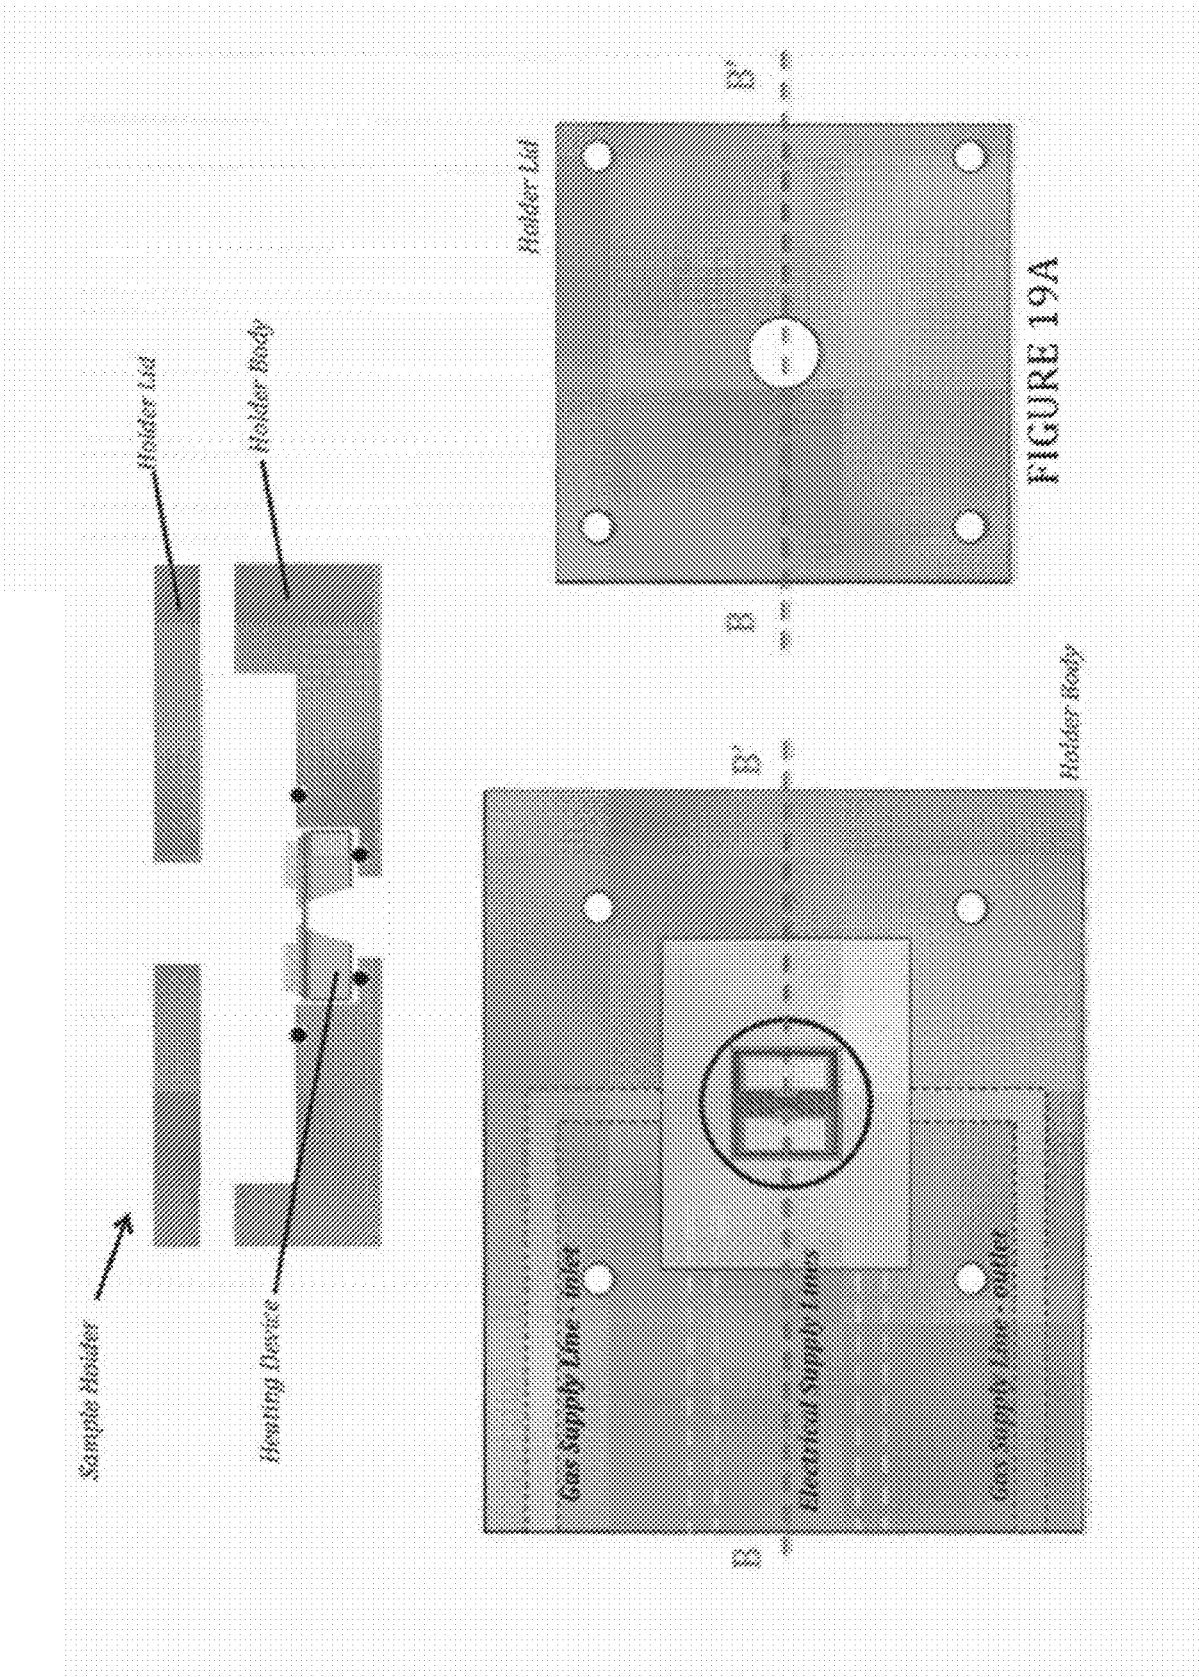 Sample Holder
Holder Lid
Holder Body
Heating Device
B
B'
Gas Supply Line - inlet
Electrical Supply Lines
Gas Supply Line - outlet
Holder Body
Holder Lid
B
B'
FIGURE 19A